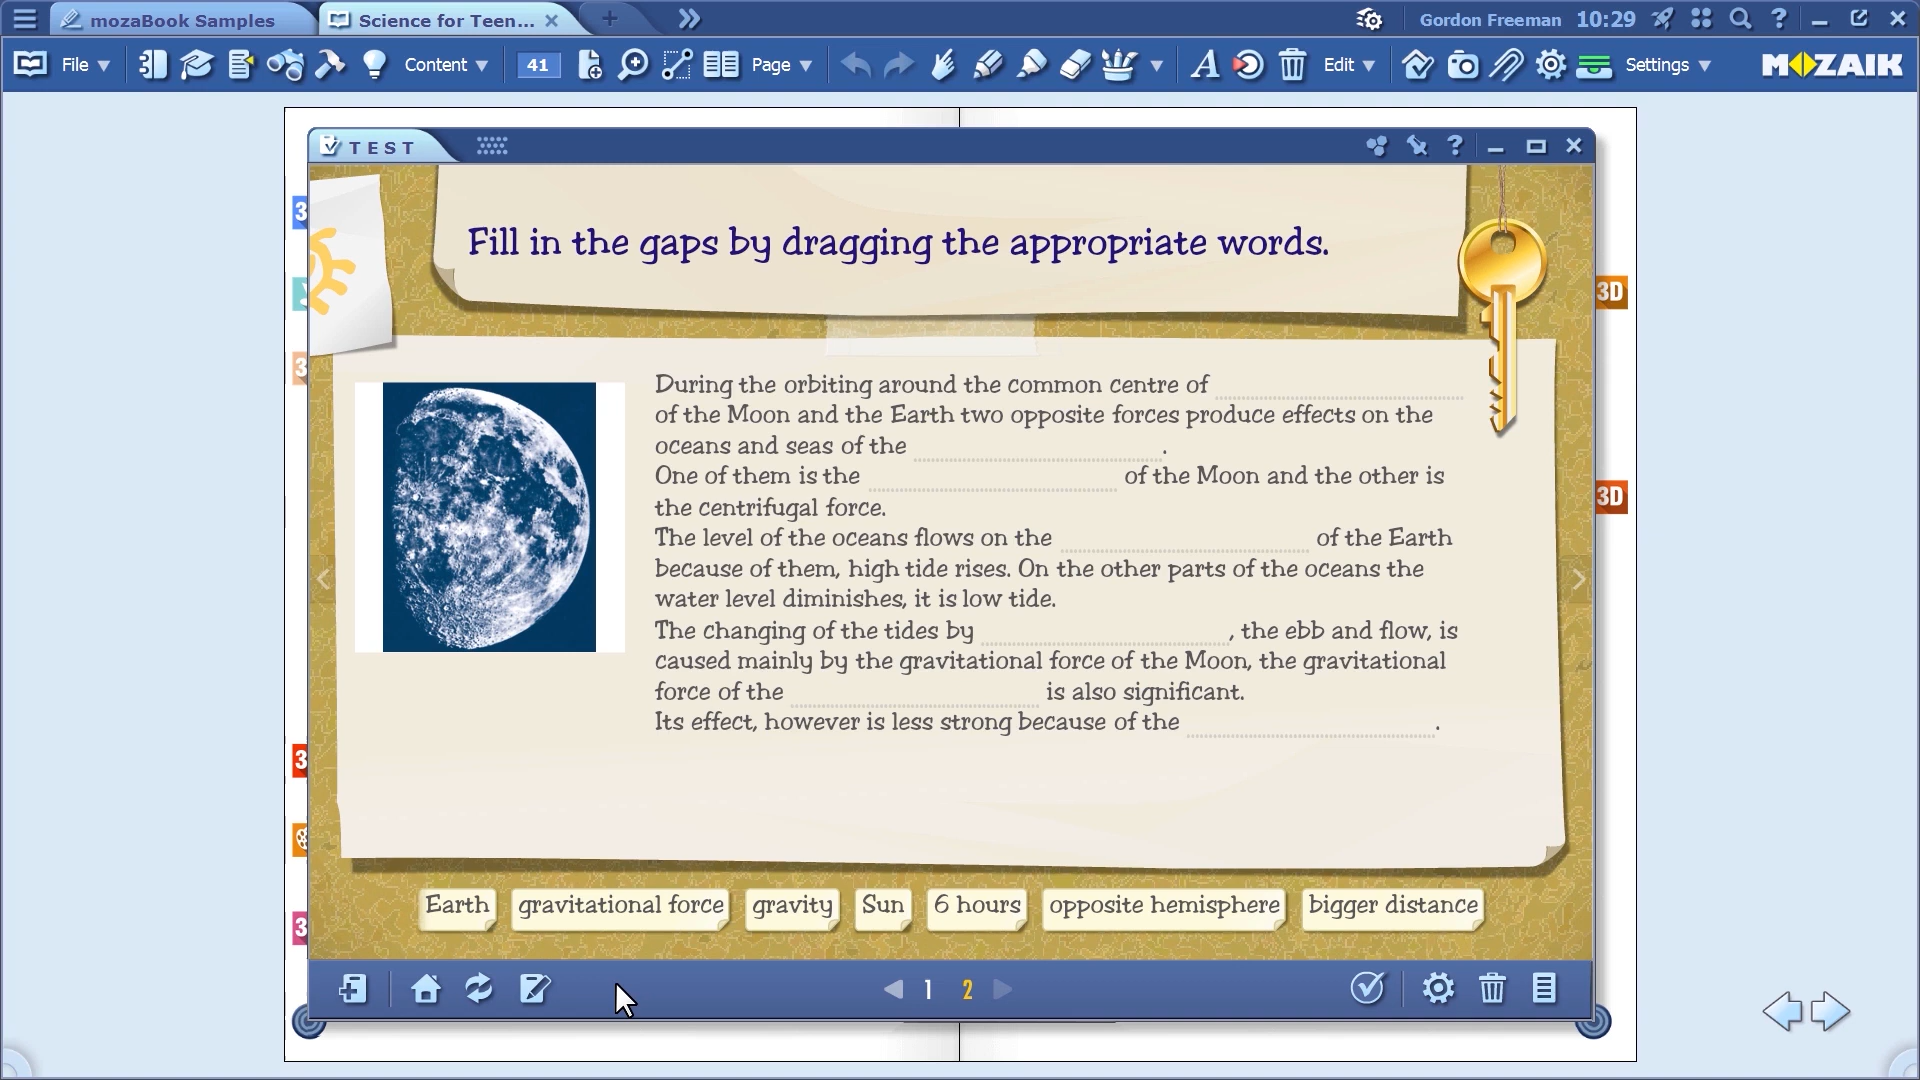 mozaBook Samples
Science for Teen...
Gordon Freeman 10:29
File
Content
41
Page
Edit
Settings
MOZAIK
TEST
Fill in the gaps by dragging the appropriate words.
3D
3D
During the orbiting around the common centre of
of the Moon and the Earth two opposite forces produce effects on the
oceans and seas of the .
One of them is the of the Moon and the other is
the centrifugal force.
The level of the oceans flows on the of the Earth
because of them, high tide rises. On the other parts of the oceans the
water level diminishes, it is low tide.
The changing of the tides by , the ebb and flow, is
caused mainly by the gravitational force of the Moon, the gravitational
force of the is also significant.
Its effect, however is less strong because of the .
Earth gravitational force gravity Sun 6 hours opposite hemisphere bigger distance
1 2